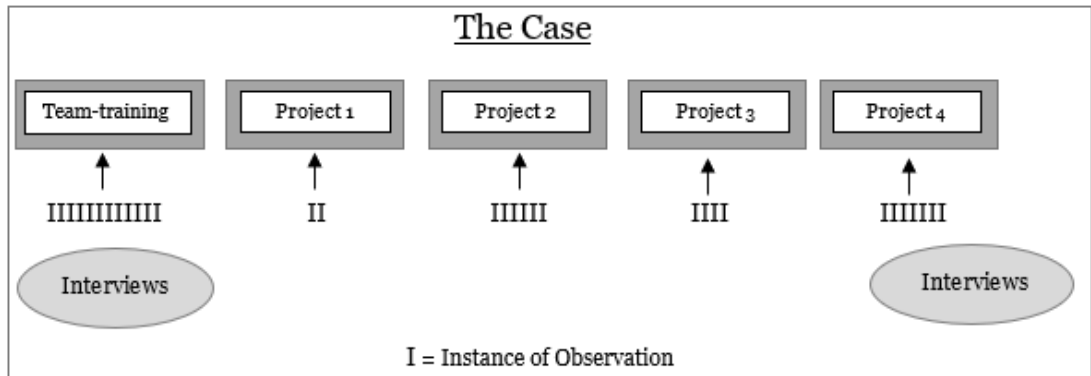 The Case
Team-training Project 1 Project 2 Project 3 Project 4
IIIIIIIIIIII II IIIIII IIII IIIIIII
Interviews Interviews
I = Instance of Observation